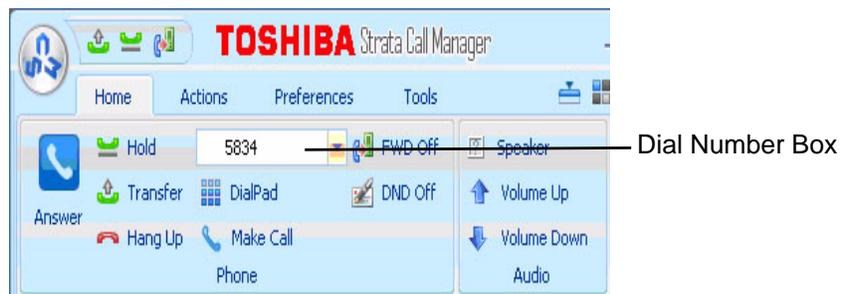 TOSHIBA Strata Call Manager
Home Actions Preferences Tools
Hold 5834 FWD Off Speaker Dial Number Box
Transfer DialPad DND Off Volume Up
Answer
Hang Up Make Call Volume Down
Phone Audio